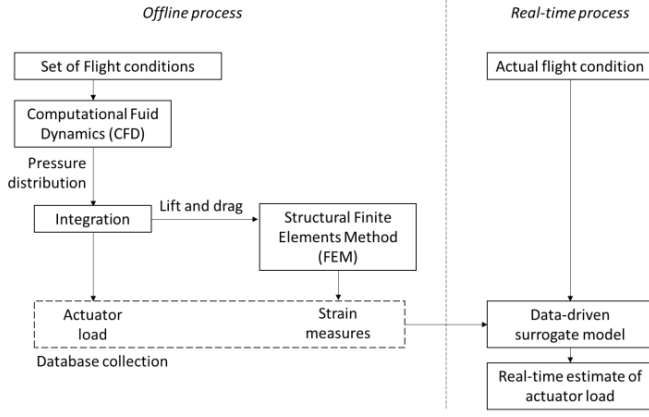 Offline process
Real-time process
Set of Flight conditions
Actual flight condition
Computational Fuid
Dynamics (CFD)
Pressure
distribution
Integration
Lift and drag
Structural Finite
Elements Method
(FEM)
Actuator
load
Strain
measures
Database collection
Data-driven
surrogate model
Real-time estimate of
actuator load